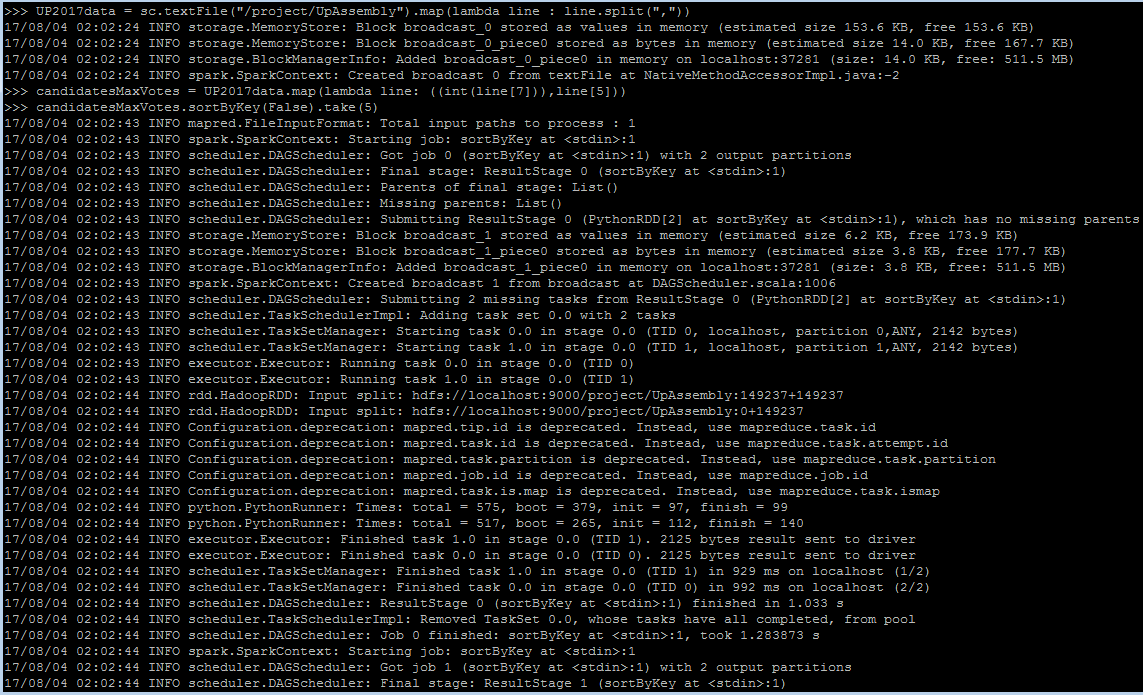 >>> UP2017data = sc.textFile("/project/UpAssembly").map(lambda line : line.split(","))
17/08/04 02:02:24 INFO storage.MemoryStore: Block broadcast_0 stored as values in memory (estimated size 153.6 KB, free 153.6 KB)
17/08/04 02:02:24 INFO storage.MemoryStore: Block broadcast_0_piece0 stored as bytes in memory (estimated size 14.0 KB, free 167.7 KB)
17/08/04 02:02:24 INFO storage.BlockManagerInfo: Added broadcast_0_piece0 in memory on localhost:37281 (size: 14.0 KB, free: 511.5 MB)
17/08/04 02:02:24 INFO spark.SparkContext: Created broadcast 0 from textFile at NativeMethodAccessorImpl.java:-2
>>> candidatesMaxVotes = UP2017data.map(lambda line: ((int(line[7])),line[5]))
>>> candidatesMaxVotes.sortByKey(False).take(5)
17/08/04 02:02:43 INFO mapred.FileInputFormat: Total input paths to process : 1
17/08/04 02:02:43 INFO spark.SparkContext: Starting job: sortByKey at <stdin>:1
17/08/04 02:02:43 INFO scheduler.DAGScheduler: Got job 0 (sortByKey at <stdin>:1) with 2 output partitions
17/08/04 02:02:43 INFO scheduler.DAGScheduler: Final stage: ResultStage 0 (sortByKey at <stdin>:1)
17/08/04 02:02:43 INFO scheduler.DAGScheduler: Parents of final stage: List()
17/08/04 02:02:43 INFO scheduler.DAGScheduler: Missing parents: List()
17/08/04 02:02:43 INFO scheduler.DAGScheduler: Submitting ResultStage 0 (PythonRDD[2] at sortByKey at <stdin>:1), which has no missing parents
17/08/04 02:02:43 INFO storage.MemoryStore: Block broadcast_1 stored as values in memory (estimated size 6.2 KB, free 173.9 KB)
17/08/04 02:02:43 INFO storage.MemoryStore: Block broadcast_1_piece0 stored as bytes in memory (estimated size 3.8 KB, free 177.7 KB)
17/08/04 02:02:43 INFO storage.BlockManagerInfo: Added broadcast_1_piece0 in memory on localhost:37281 (size: 3.8 KB, free: 511.5 MB)
17/08/04 02:02:43 INFO spark.SparkContext: Created broadcast 1 from broadcast at DAGScheduler.scala:1006
17/08/04 02:02:43 INFO scheduler.DAGScheduler: Submitting 2 missing tasks from ResultStage 0 (PythonRDD[2] at sortByKey at <stdin>:1)
17/08/04 02:02:43 INFO scheduler.TaskSchedulerImpl: Adding task set 0.0 with 2 tasks
17/08/04 02:02:43 INFO scheduler.TaskSetManager: Starting task 0.0 in stage 0.0 (TID 0, localhost, partition 0,ANY, 2142 bytes)
17/08/04 02:02:43 INFO scheduler.TaskSetManager: Starting task 1.0 in stage 0.0 (TID 1, localhost, partition 1,ANY, 2142 bytes)
17/08/04 02:02:43 INFO executor.Executor: Running task 0.0 in stage 0.0 (TID 0)
17/08/04 02:02:43 INFO executor.Executor: Running task 1.0 in stage 0.0 (TID 1)
17/08/04 02:02:44 INFO rdd.HadoopRDD: Input split: hdfs://localhost:9000/project/UpAssembly:149237+149237
17/08/04 02:02:44 INFO rdd.HadoopRDD: Input split: hdfs://localhost:9000/project/UpAssembly:0+149237
17/08/04 02:02:44 INFO Configuration.deprecation: mapred.tip.id is deprecated. Instead, use mapreduce.task.id
17/08/04 02:02:44 INFO Configuration.deprecation: mapred.task.id is deprecated. Instead, use mapreduce.task.attempt.id
17/08/04 02:02:44 INFO Configuration.deprecation: mapred.task.partition is deprecated. Instead, use mapreduce.task.partition
17/08/04 02:02:44 INFO Configuration.deprecation: mapred.job.id is deprecated. Instead, use mapreduce.job.id
17/08/04 02:02:44 INFO Configuration.deprecation: mapred.task.is.map is deprecated. Instead, use mapreduce.task.ismap
17/08/04 02:02:44 INFO python.PythonRunner: Times: total = 575, boot = 379, init = 97, finish = 99
17/08/04 02:02:44 INFO python.PythonRunner: Times: total = 517, boot = 265, init = 112, finish = 140
17/08/04 02:02:44 INFO executor.Executor: Finished task 1.0 in stage 0.0 (TID 1). 2125 bytes result sent to driver
17/08/04 02:02:44 INFO executor.Executor: Finished task 0.0 in stage 0.0 (TID 0). 2125 bytes result sent to driver
17/08/04 02:02:44 INFO scheduler.TaskSetManager: Finished task 1.0 in stage 0.0 (TID 1) in 929 ms on localhost (1/2)
17/08/04 02:02:44 INFO scheduler.TaskSetManager: Finished task 0.0 in stage 0.0 (TID 0) in 992 ms on localhost (2/2)
17/08/04 02:02:44 INFO scheduler.DAGScheduler: ResultStage 0 (sortByKey at <stdin>:1) finished in 1.033 s
17/08/04 02:02:44 INFO scheduler.TaskSchedulerImpl: Removed TaskSet 0.0, whose tasks have all completed, from pool
17/08/04 02:02:44 INFO scheduler.DAGScheduler: Job 0 finished: sortByKey at <stdin>:1, took 1.283873 s
17/08/04 02:02:44 INFO spark.SparkContext: Starting job: sortByKey at <stdin>:1
17/08/04 02:02:44 INFO scheduler.DAGScheduler: Got job 1 (sortByKey at <stdin>:1) with 2 output partitions
17/08/04 02:02:44 INFO scheduler.DAGScheduler: Final stage: ResultStage 1 (sortByKey at <stdin>:1)